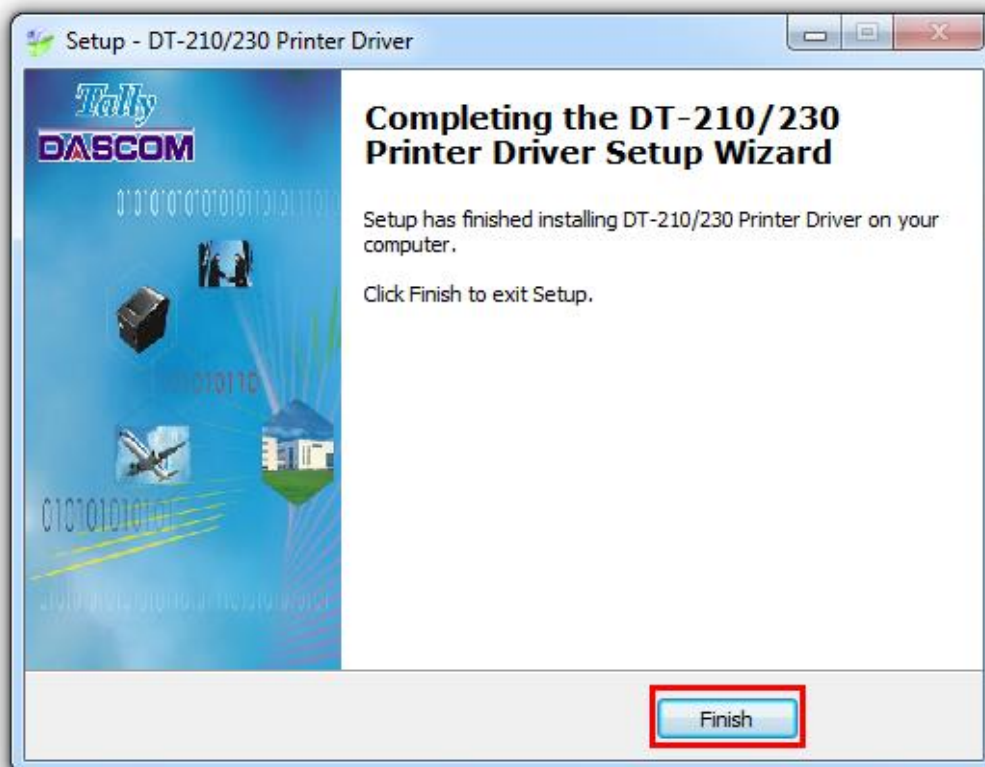 Setup - DT-210/230 Printer Driver
Tally
DASCOM
Completing the DT-210/230
Printer Driver Setup Wizard
Setup has finished installing DT-210/230 Printer Driver on your
computer.
Click Finish to exit Setup.
Finish